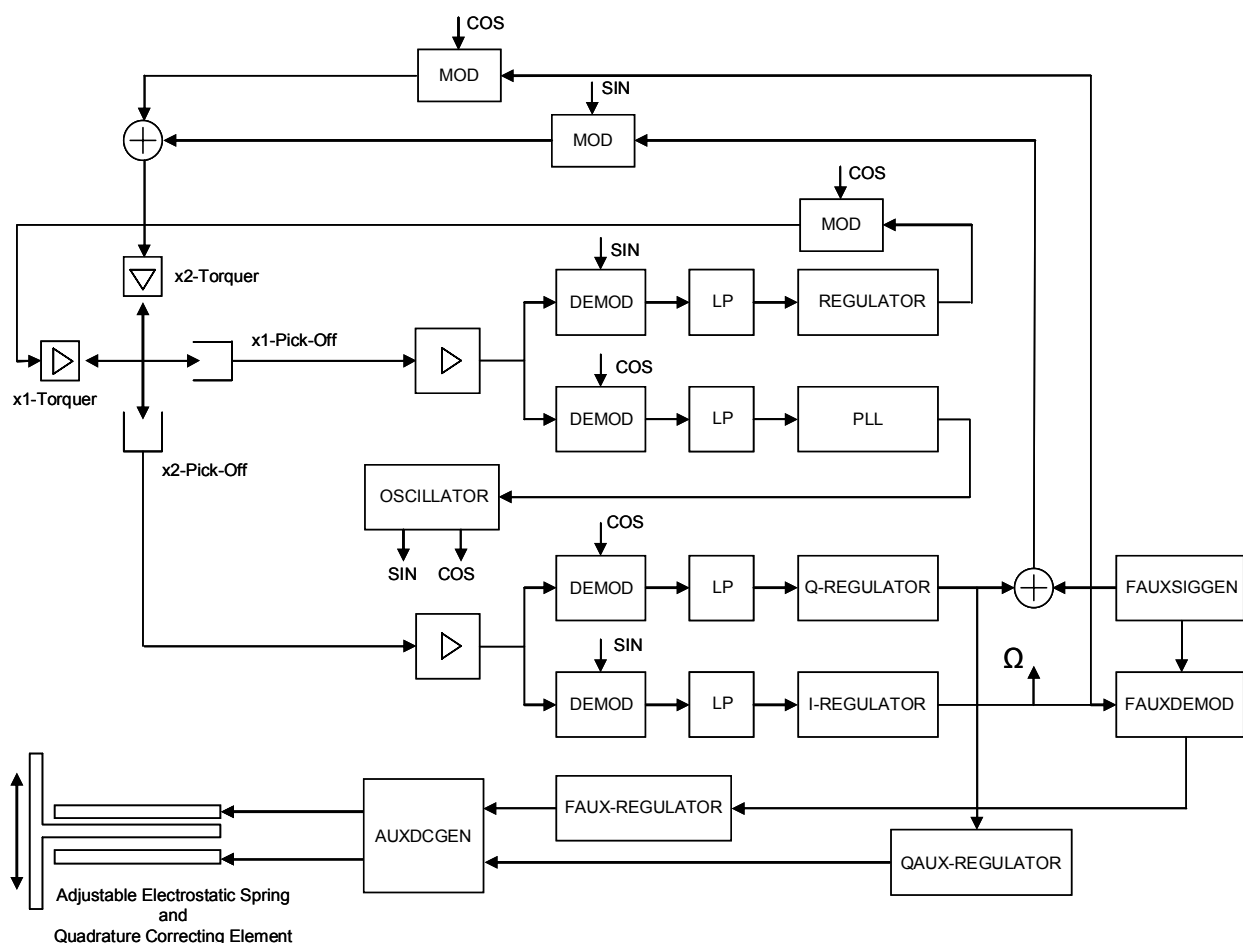 COS
MOD
SIN
MOD
COS
MOD
x2-Torquer
SIN
DEMOD
LP
REGULATOR
x1-Pick-Off
x1-Torquer
COS
DEMOD
LP
PLL
x2-Pick-Off
OSCILLATOR
SIN
COS
COS
DEMOD
LP
Q-REGULATOR
FAUXSIGGEN
SIN
Ω
DEMOD
LP
I-REGULATOR
FAUXDEMOD
FAUX-REGULATOR
AUXDCGEN
QAUX-REGULATOR
Adjustable Electrostatic Spring
and
Quadrature Correcting Element